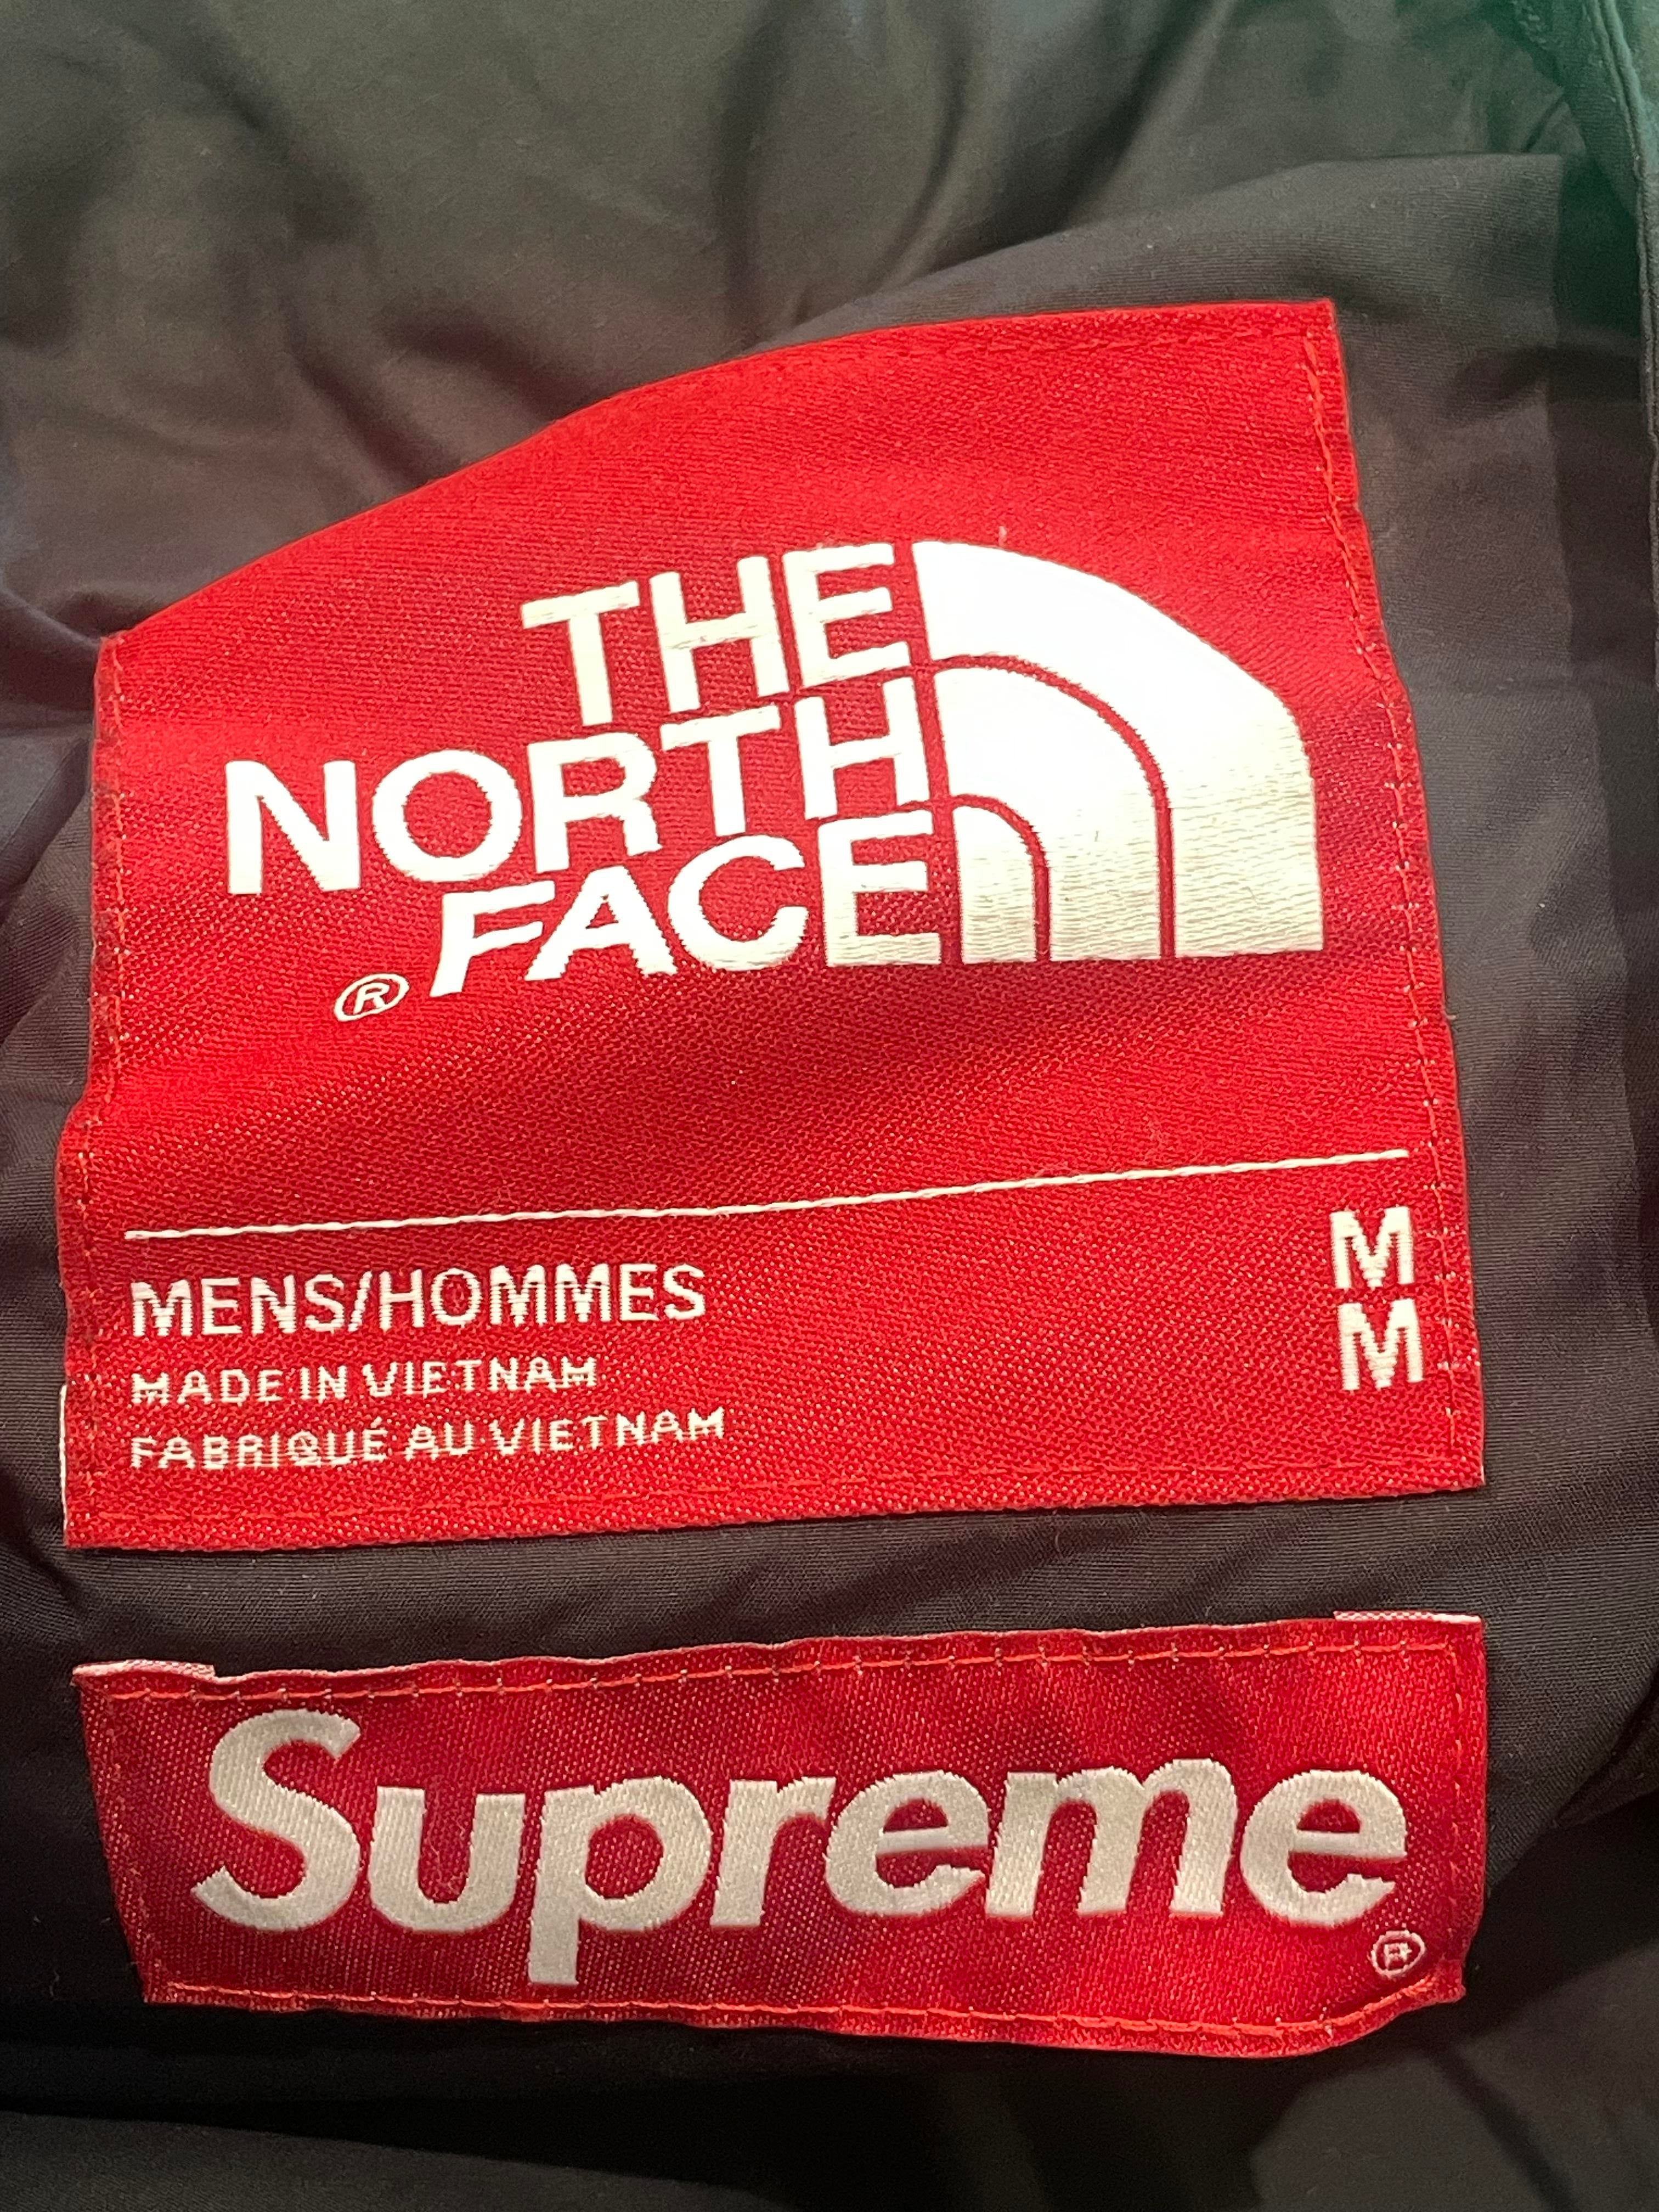 THE
NORTH
FACE
®
MENS/HOMMES
M
MADE IN VIETNAM
M
FABRIQUÉ AU VIETNAM
Supreme
®